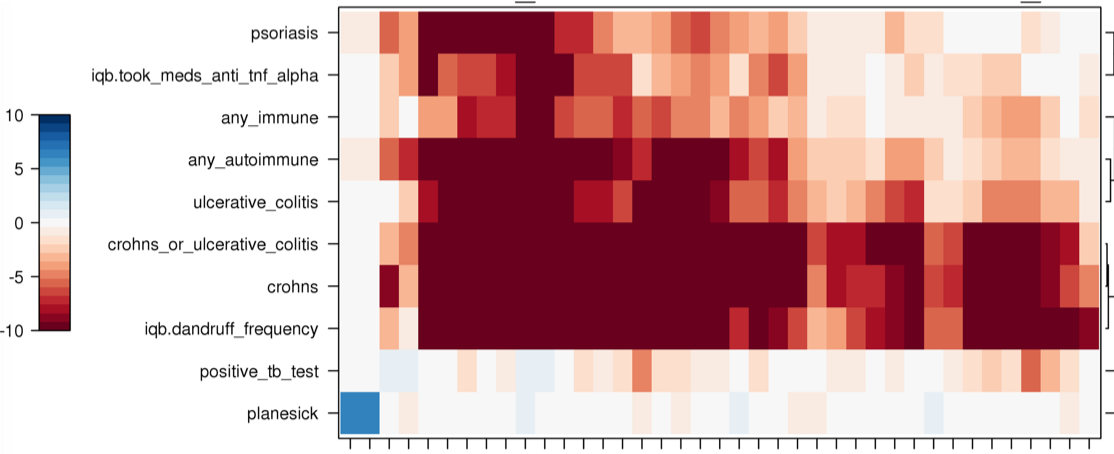 psoriasis
iqb.took_meds_anti_tnf_alpha
any_immune
any_autoimmune
ulcerative_colitis
crohns_or_ulcerative_colitis
crohns
iqb.dandruff_frequency
positive_tb_test
planesick
10
5
0
-5
-10